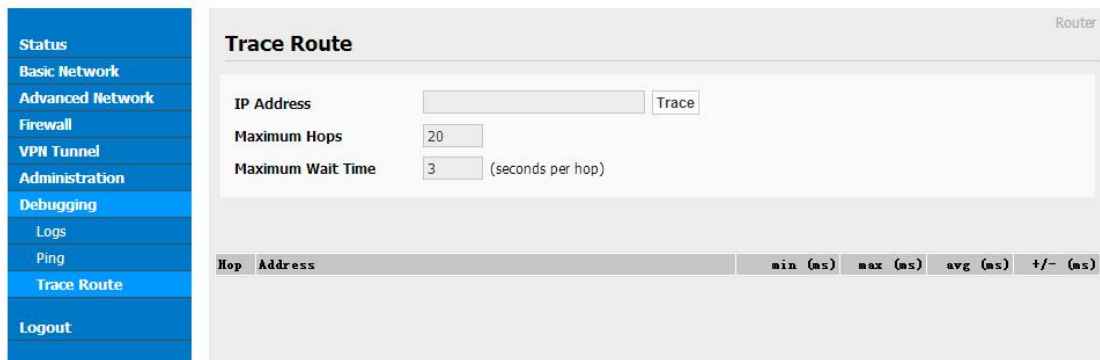 Router
Status
Basic Network
Advanced Network
Firewall
VPN Tunnel
Administration
Debugging
Logs
Ping
Trace Route
Logout
Trace Route
IP Address Trace
Maximum Hops 20
Maximum Wait Time 3 (seconds per hop)
Hop Address min (ms) max (ms) avg (ms) +/- (ms)